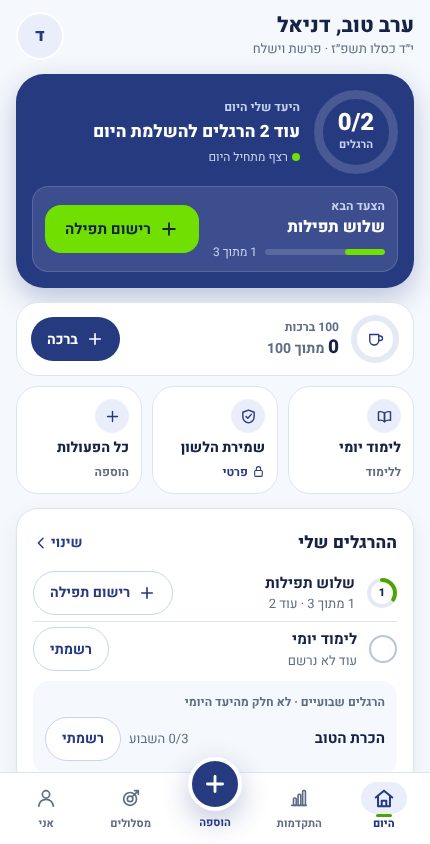 ערב טוב, דניאל
י״ד כסלו תשפ״ז · פרשת וישלח
ד
0/2
הרגלים
היעד שלי היום
עוד 2 הרגלים להשלמת היום
רצף מתחיל היום
הצעד הבא
שלוש תפילות
1 מתוך 3
+ רישום תפילה
100 ברכות
0 מתוך 100
+ ברכה
לימוד יומי
ללימוד
שמירת הלשון
פרטי
כל הפעולות
הוספה
ההרגלים שלי
שינוי
1
שלוש תפילות
1 מתוך 3 · עוד 2
+ רישום תפילה
לימוד יומי
עוד לא נרשם
רשמתי
הרגלים שבועיים · לא חלק מהיעד היומי
הכרת הטוב
0/3 השבוע
רשמתי
היום
התקדמות
הוספה
מסלולים
אני